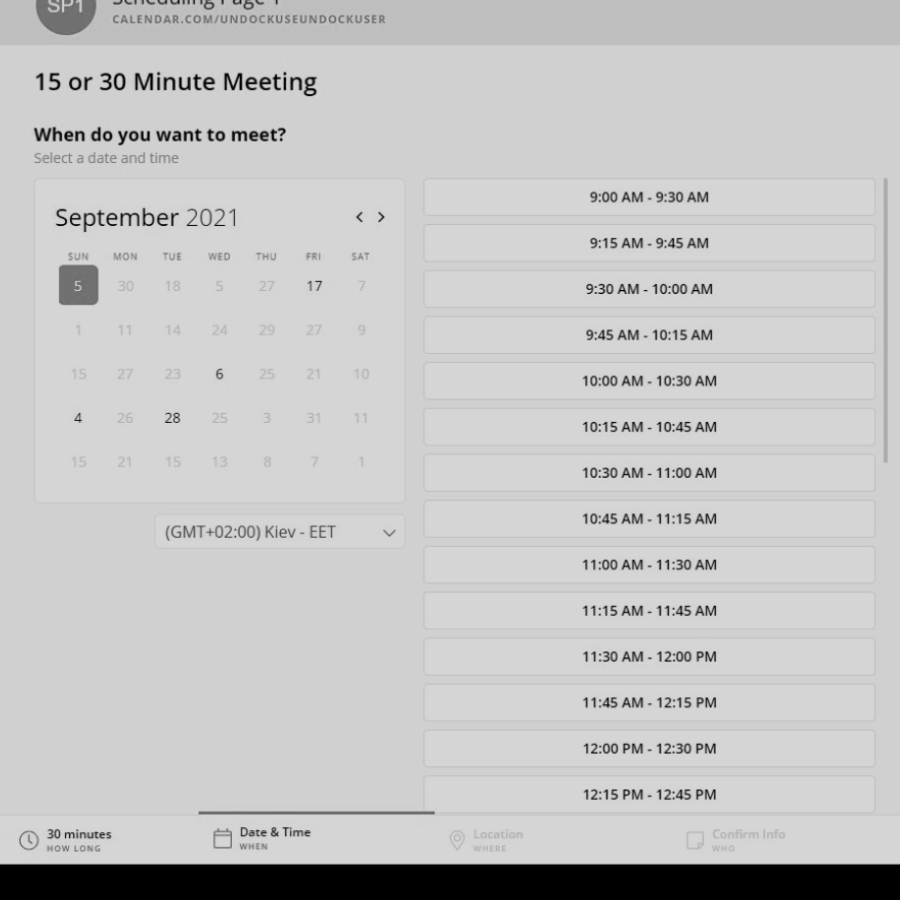 SP1
Scheduling Page 1
CALENDAR.COM/UNDOCKUSEUNDOCKUSER
15 or 30 Minute Meeting
When do you want to meet?
Select a date and time
September 2021
SUN MON TUE WED THU FRI SAT
5 30 18 5 27 17 7
1 11 14 24 29 27 9
15 27 23 6 25 21 10
4 26 28 25 3 31 11
15 21 15 13 8 7 1
(GMT+02:00) Kiev - EET
9:00 AM - 9:30 AM
9:15 AM - 9:45 AM
9:30 AM - 10:00 AM
9:45 AM - 10:15 AM
10:00 AM - 10:30 AM
10:15 AM - 10:45 AM
10:30 AM - 11:00 AM
10:45 AM - 11:15 AM
11:00 AM - 11:30 AM
11:15 AM - 11:45 AM
11:30 AM - 12:00 PM
11:45 AM - 12:15 PM
12:00 PM - 12:30 PM
12:15 PM - 12:45 PM
30 minutes
HOW LONG
Date & Time
WHEN
Location
WHERE
Confirm Info
WHO